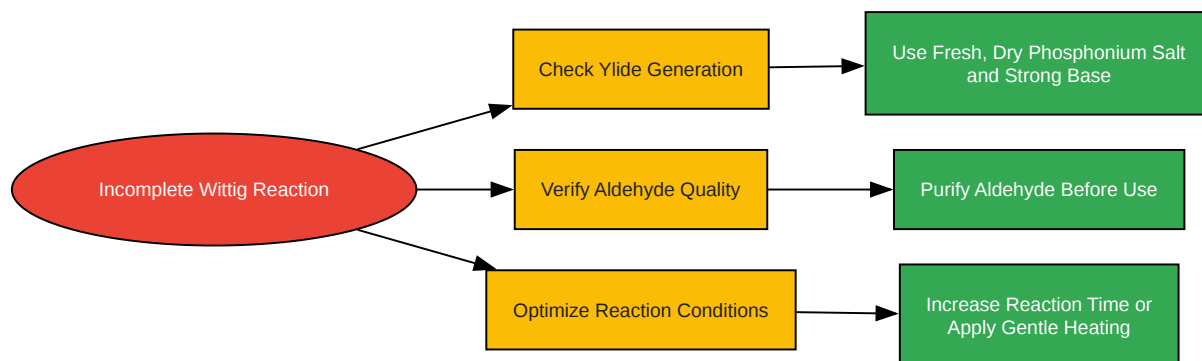 Incomplete Wittig Reaction
Check Ylide Generation
Use Fresh, Dry Phosphonium Salt
and Strong Base
Verify Aldehyde Quality
Purify Aldehyde Before Use
Optimize Reaction Conditions
Increase Reaction Time or
Apply Gentle Heating